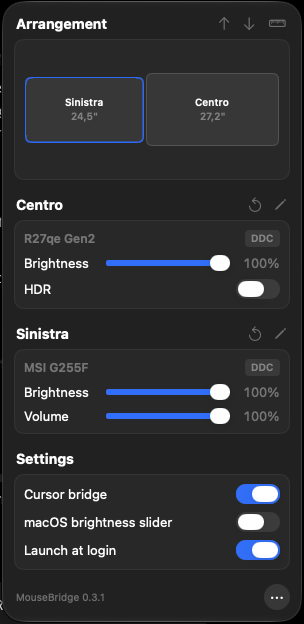 Arrangement
Sinistra
24,5"
Centro
27,2"
Centro
R27qe Gen2 DDC
Brightness 100%
HDR
Sinistra
MSI G255F DDC
Brightness 100%
Volume 100%
Settings
Cursor bridge
macOS brightness slider
Launch at login
MouseBridge 0.3.1